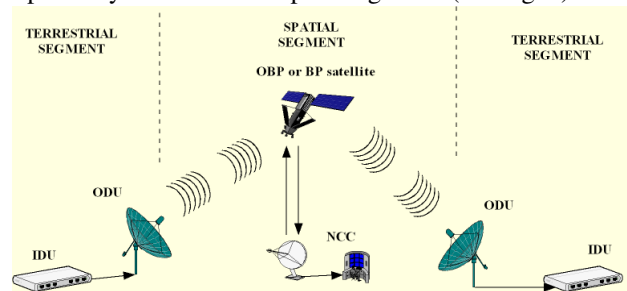 TERRESTRIAL
SEGMENT
SPATIAL
SEGMENT
TERRESTRIAL
SEGMENT
OBP or BP satellite
ODU
ODU
NCC
IDU
IDU